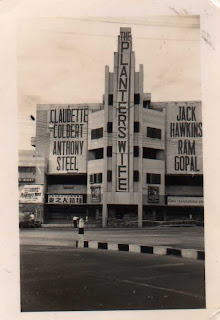 THE
PLANTER'S
WIFE
CLAUDETTE
COLBERT
ANTHONY
STEEL
JACK
HAWKINS
RAM
GOPAL